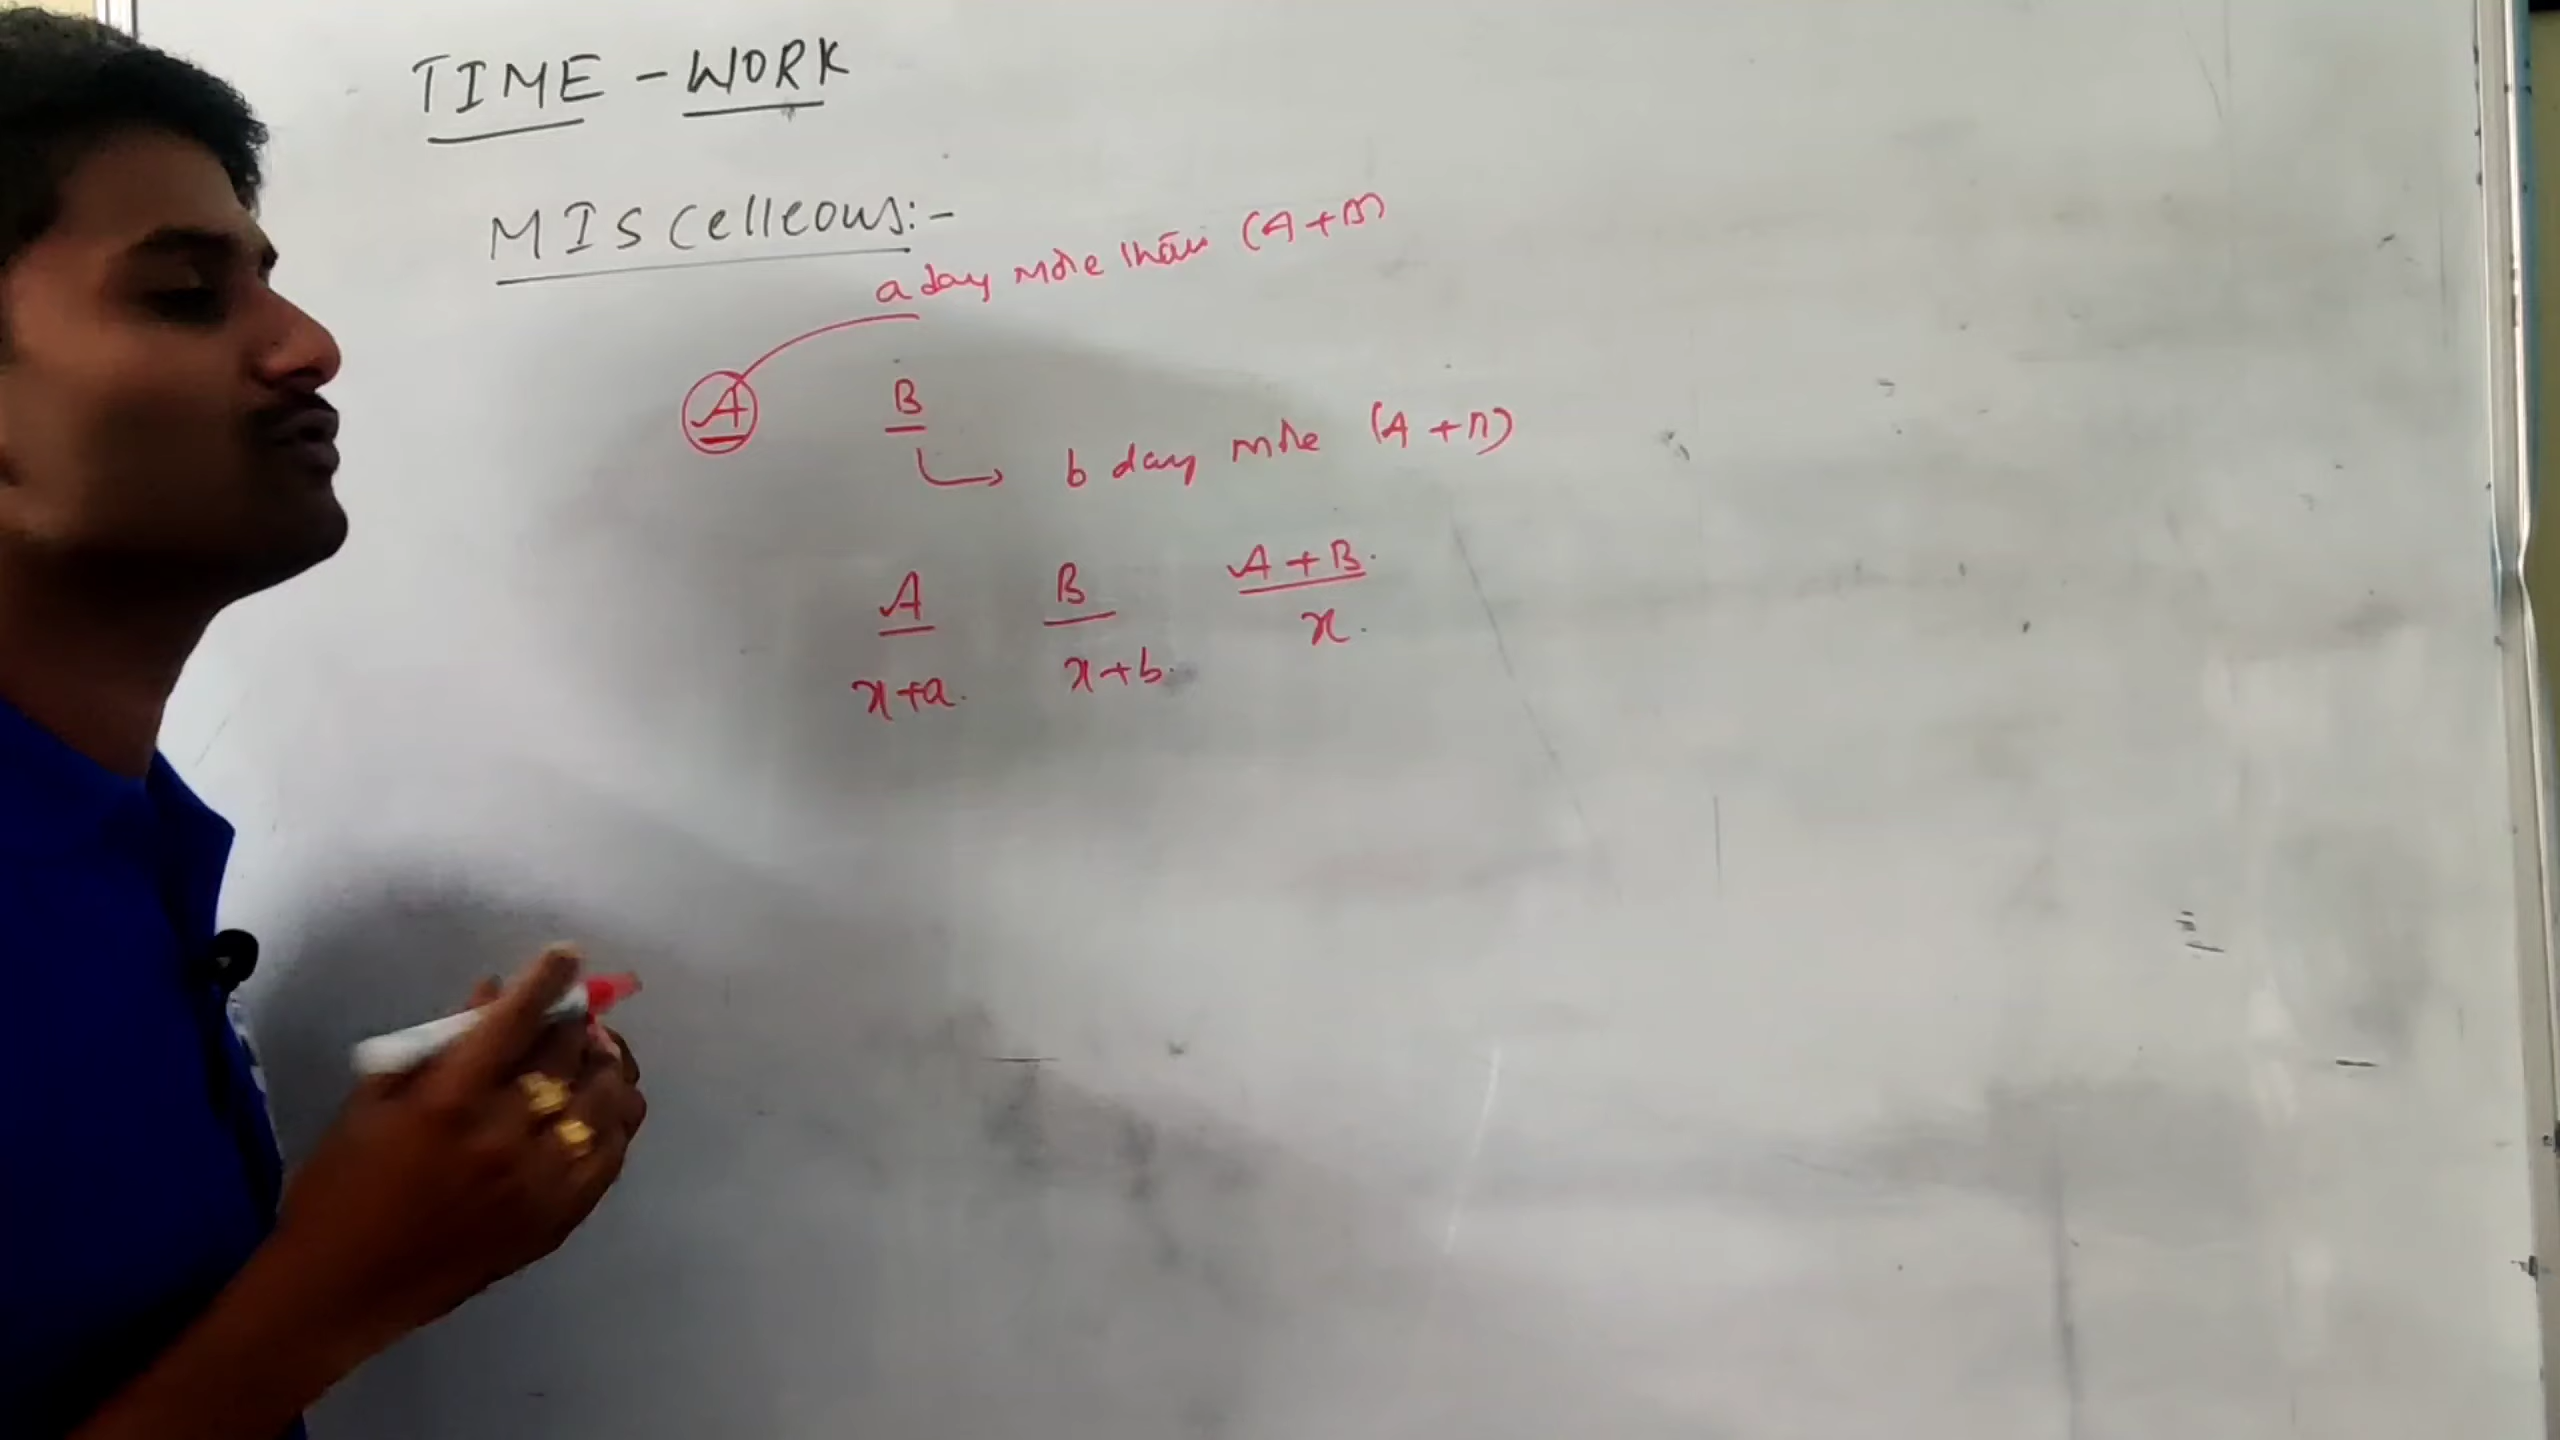 TIME - WORK
MIScelleous:-
a day more than (A+B)
A B
b day more (A+B)
A B A+B.
x+a. x+b. x.